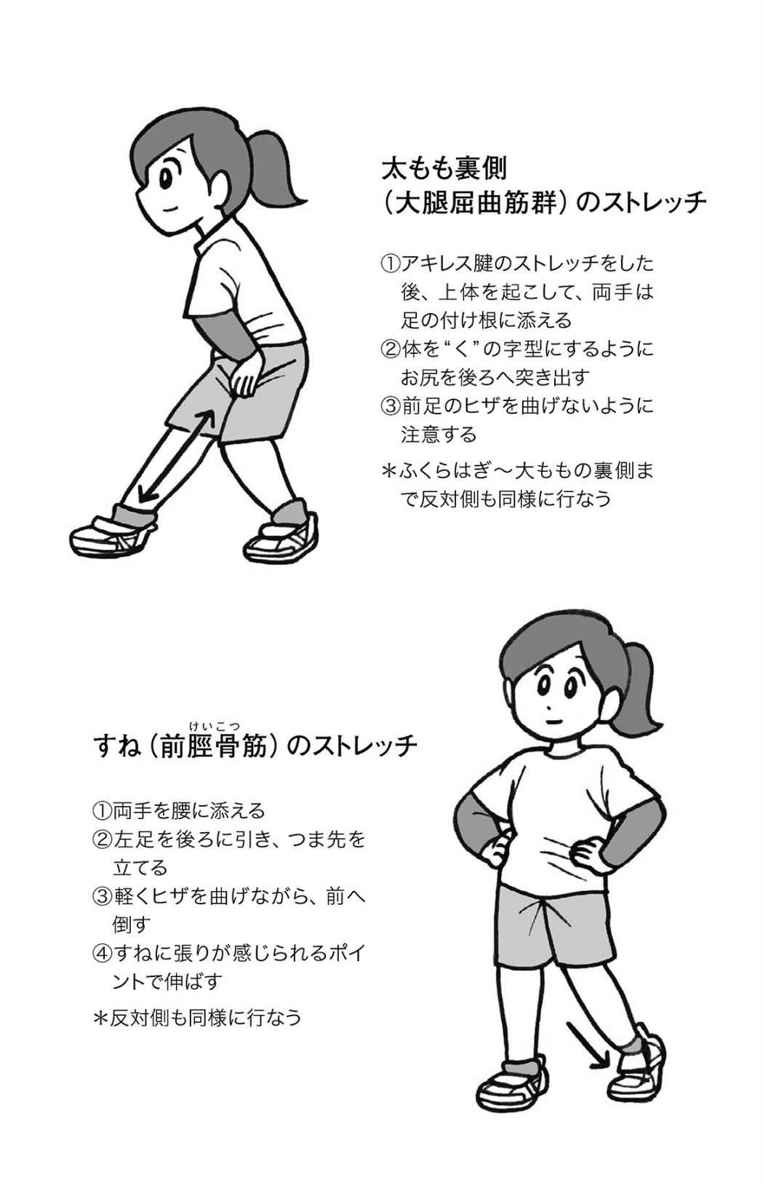 太もも裏側
（大腿屈曲筋群）のストレッチ
①アキレス腱のストレッチをした
後、上体を起こして、両手は
足の付け根に添える
②体を“く”の字型にするように
お尻を後ろへ突き出す
③前足のヒザを曲げないように
注意する
＊ふくらはぎ～大ももの裏側ま
で反対側も同様に行なう
けいこつ
すね（前脛骨筋）のストレッチ
①両手を腰に添える
②左足を後ろに引き、つま先を
立てる
③軽くヒザを曲げながら、前へ
倒す
④すねに張りが感じられるポイ
ントで伸ばす
＊反対側も同様に行なう